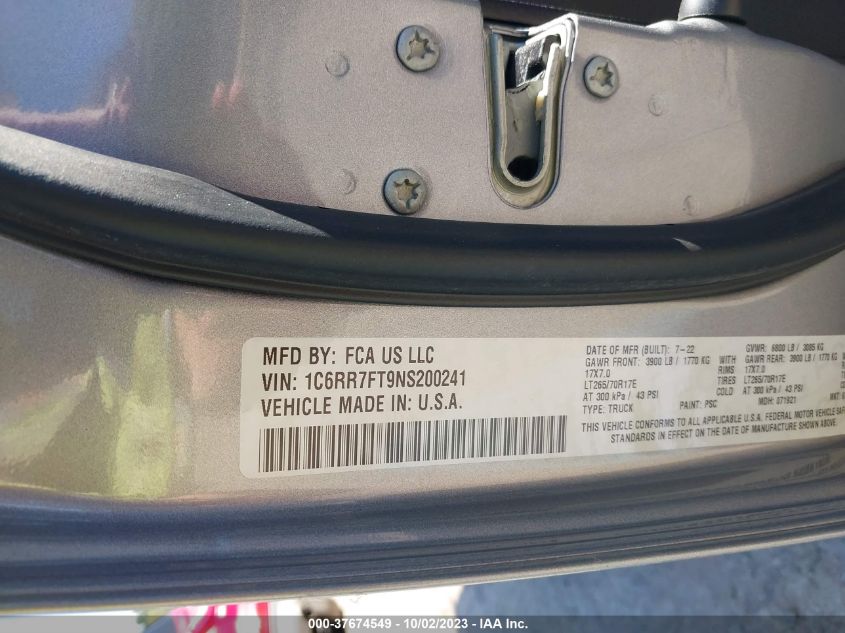 MFD BY: FCA US LLC
VIN: 1C6RR7FT9NS200241
VEHICLE MADE IN: U.S.A.
DATE OF MFR (BUILT): 7-22 GVWR: 6800 LB / 3085 KG
GAWR FRONT: 3900 LB / 1770 KG WITH GAWR REAR: 3900 LB / 1770 KG
17X7.0 RIMS 17X7.0
LT265/70R17E TIRES LT265/70R17E
AT 300 kPa / 43 PSI COLD AT 300 kPa / 43 PSI
TYPE: TRUCK PAINT: PSC MDH: 071921 MKT:
THIS VEHICLE CONFORMS TO ALL APPLICABLE U.S.A. FEDERAL MOTOR VEHICLE
STANDARDS IN EFFECT ON THE DATE OF MANUFACTURE SHOWN ABOVE.
000-37674549 - 10/02/2023 - IAA Inc.